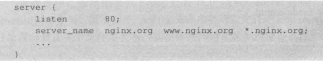 server {
    listen      80;
    server_name nginx.org www.nginx.org *.nginx.org;
    ...
}